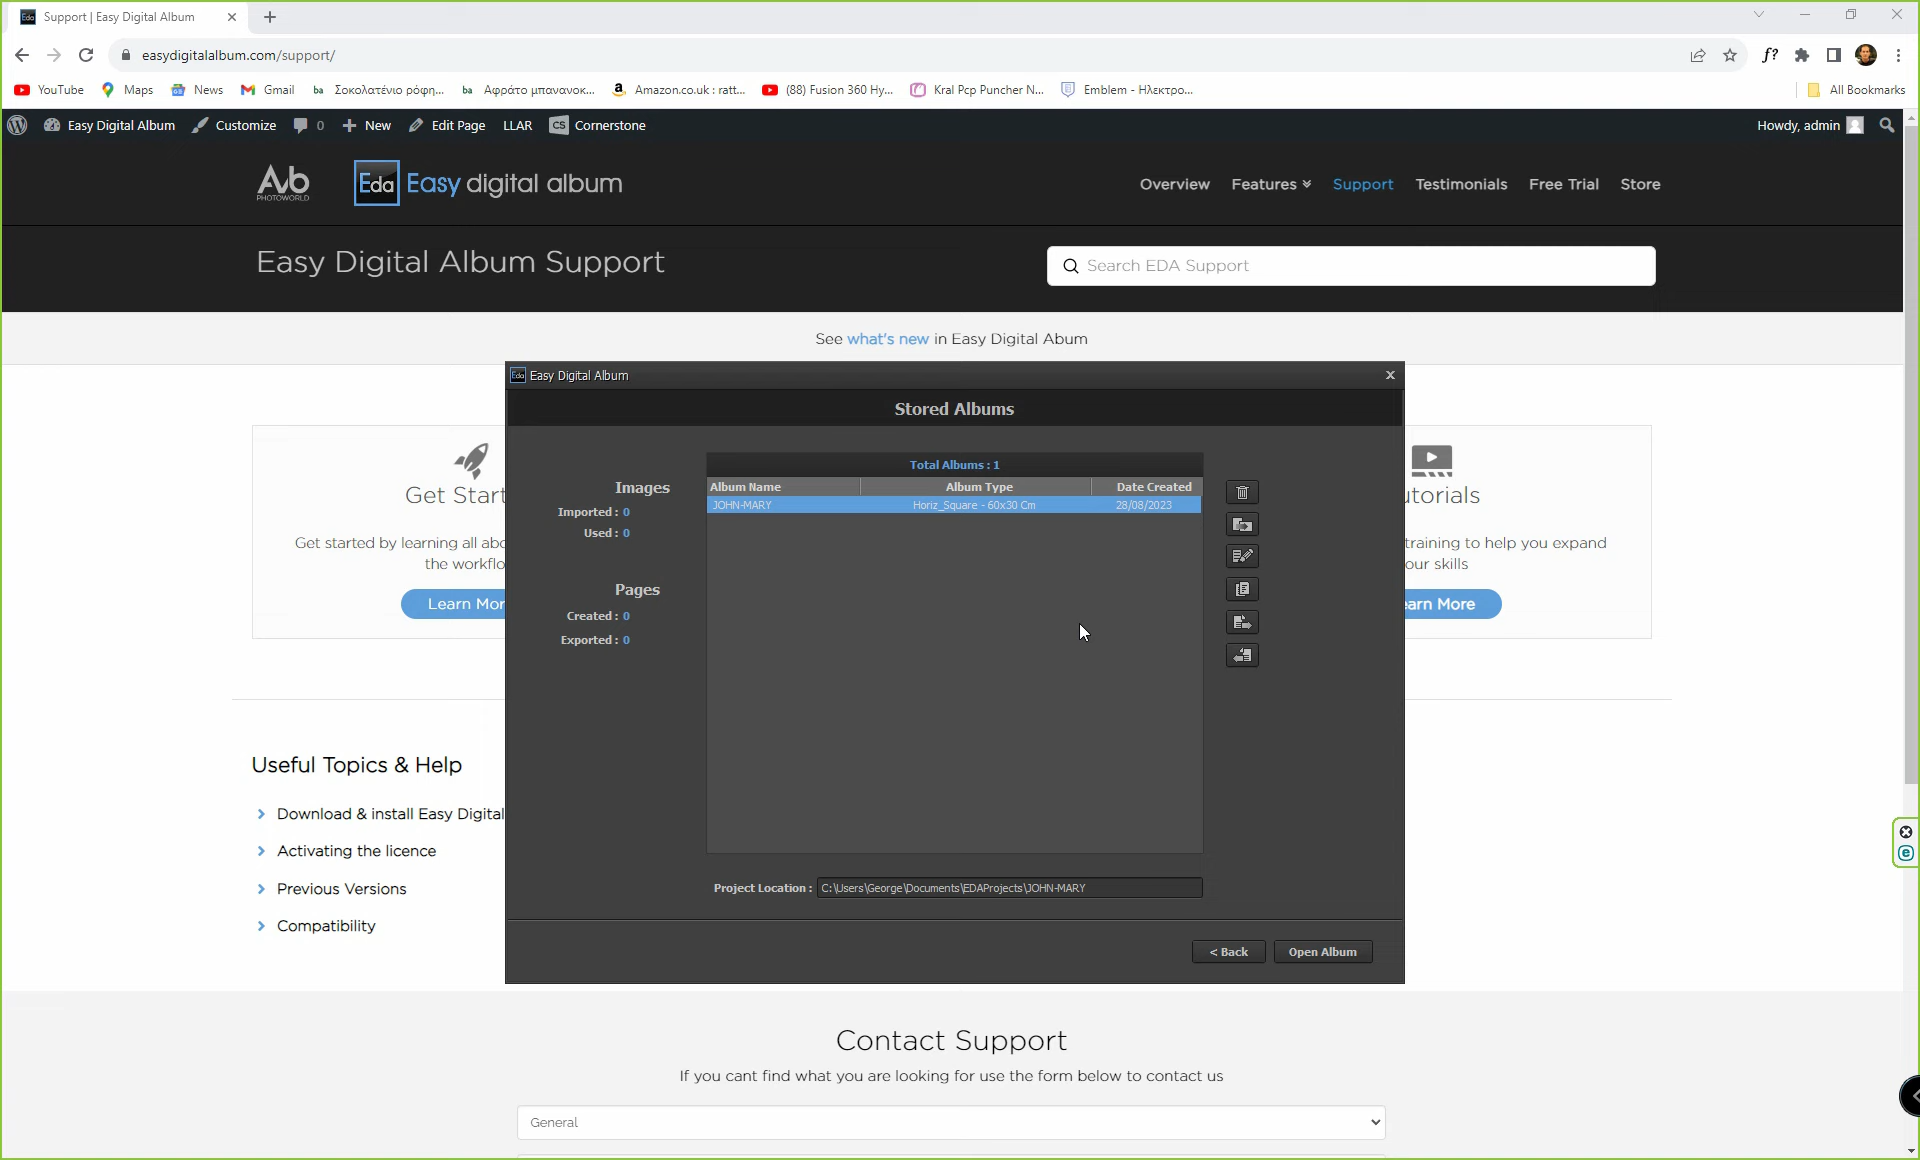 Support | Easy Digital Album
easydigitalalbum.com/support/
f?
YouTube Maps News Gmail Σοκολατένιο ρόφη... Αφράτο μπανανοκ... Amazon.co.uk : ratt... (88) Fusion 360 Hy... Kral Pcp Puncher N... Emblem - Ηλεκτρο... All Bookmarks
Easy Digital Album Customize 0 New Edit Page LLAR CS Cornerstone Howdy, admin
Avb PHOTOWORLD Eda Easy digital album Overview Features Support Testimonials Free Trial Store
Easy Digital Album Support Search EDA Support
See what's new in Easy Digital Abum
Eda Easy Digital Album
Stored Albums
Total Albums : 1
Album Name Album Type Date Created
JOHN-MARY Horiz_Square - 60x30 Cm 28/08/2023
Images
Imported : 0
Used : 0
Pages
Created : 0
Exported : 0
Project Location : C:\Users\George\Documents\EDAProjects\JOHN-MARY
< Back Open Album
Get Start
Get started by learning all abo
the workflo
Learn Mor
utorials
training to help you expand
our skills
earn More
Useful Topics & Help
Download & install Easy Digital
Activating the licence
Previous Versions
Compatibility
Contact Support
If you cant find what you are looking for use the form below to contact us
General